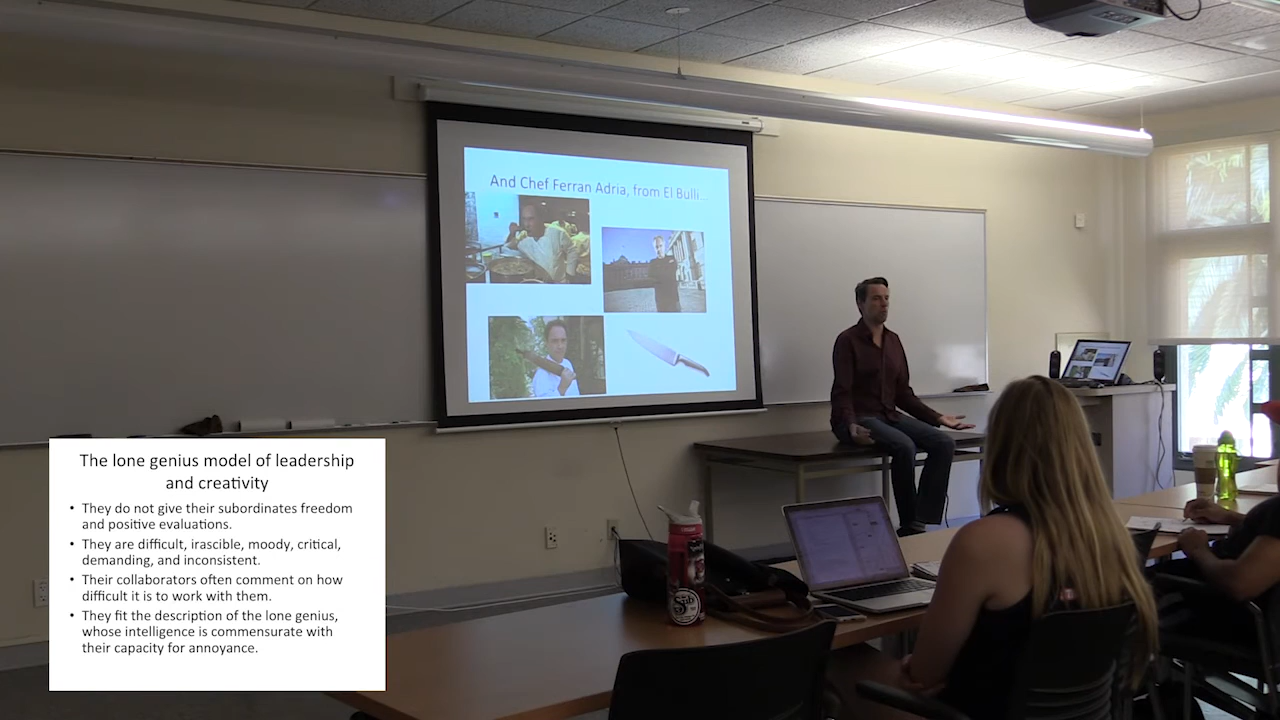 And Chef Ferran Adria, from El Bulli...
The lone genius model of leadership
and creativity
• They do not give their subordinates freedom
and positive evaluations.
• They are difficult, irascible, moody, critical,
demanding, and inconsistent.
• Their collaborators often comment on how
difficult it is to work with them.
• They fit the description of the lone genius,
whose intelligence is commensurate with
their capacity for annoyance.